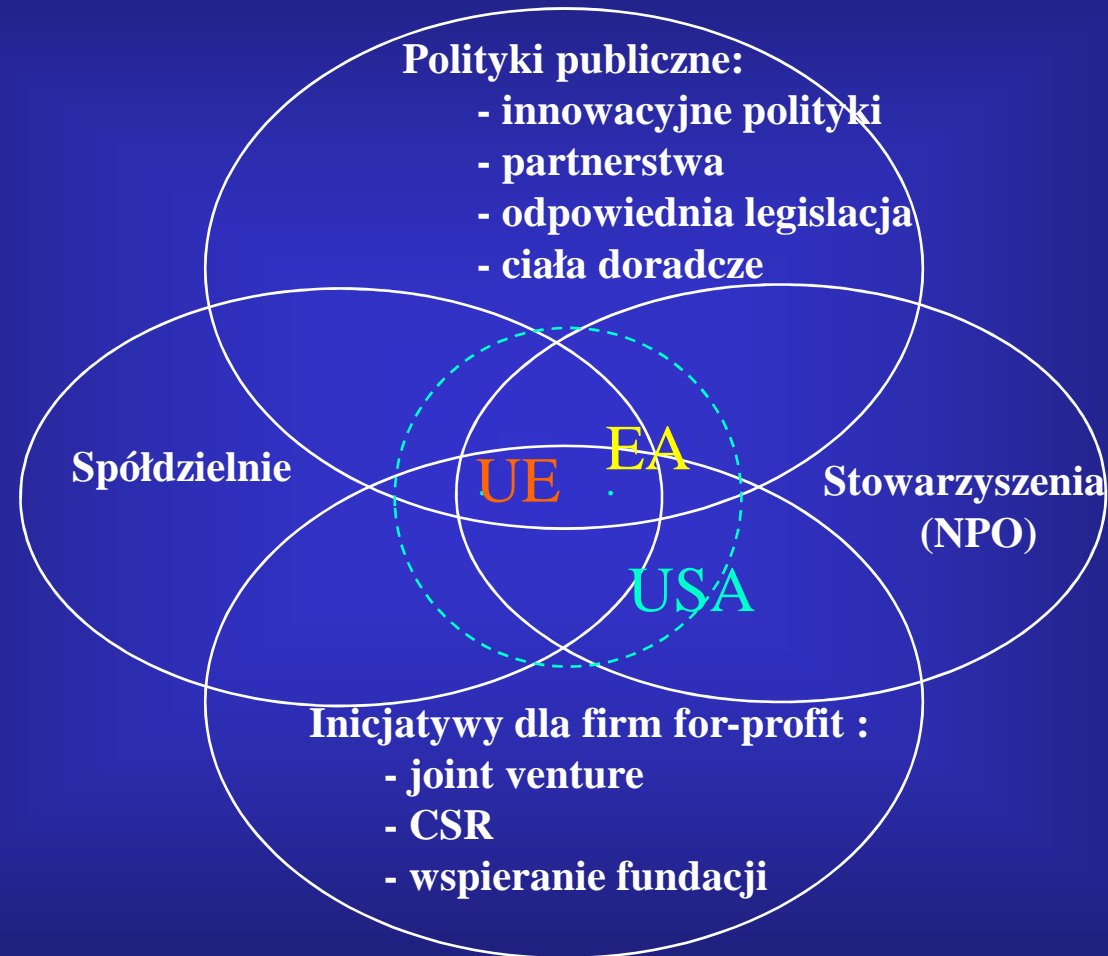 Polityki publiczne:
- innowacyjne polityki
- partnerstwa
- odpowiednia legislacja
- ciała doradcze
Spółdzielnie
UE
EA
Stowarzyszenia
(NPO)
USA
Inicjatywy dla firm for-profit :
- joint venture
- CSR
- wspieranie fundacji